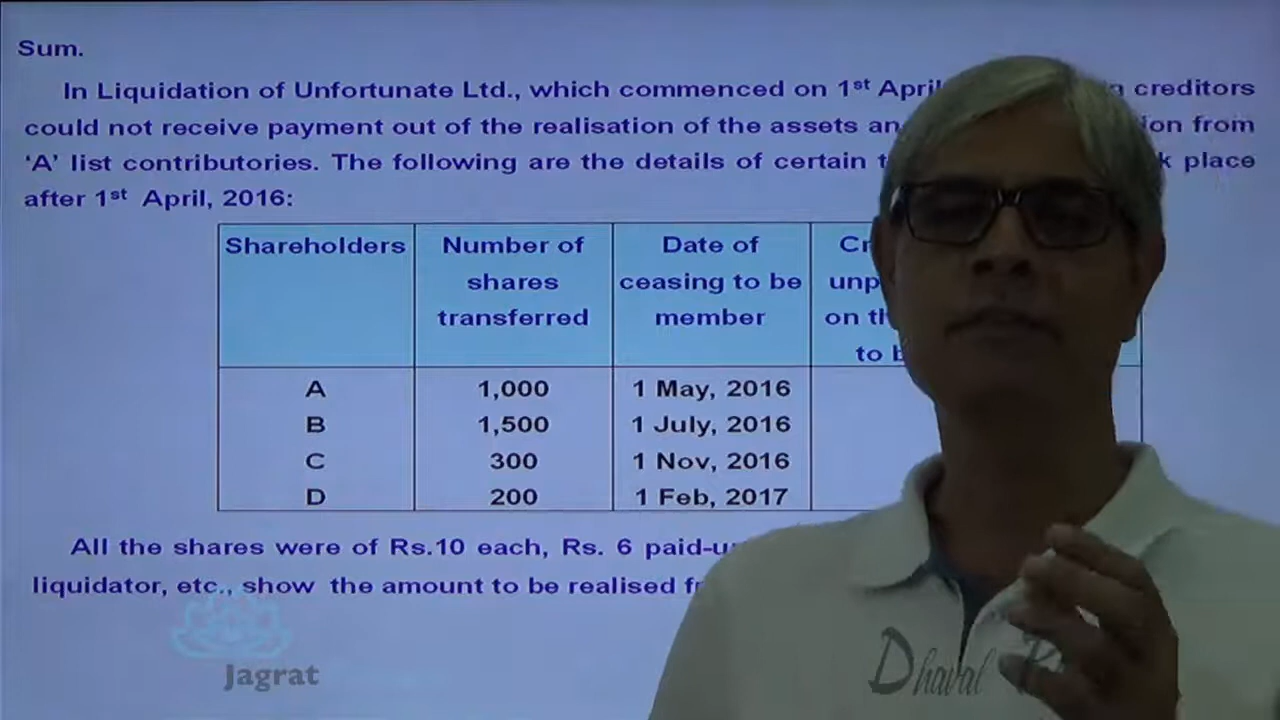 Sum.
In Liquidation of Unfortunate Ltd., which commenced on 1st April creditors
could not receive payment out of the realisation of the assets from
‘A’ list contributories. The following are the details of certain place
after 1st April, 2016:
Shareholders Number of shares transferred Date of ceasing to be member on to
A 1,000 1 May, 2016
B 1,500 1 July, 2016
C 300 1 Nov, 2016
D 200 1 Feb, 2017
All the shares were of Rs.10 each, Rs. 6
liquidator, etc., show the amount to be realised
Jagrat
Dhaval